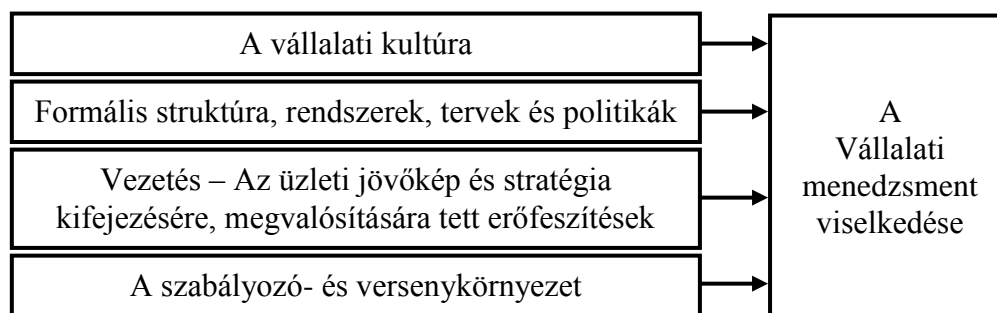 A vállalati kultúra
Formális struktúra, rendszerek, tervek és politikák
Vezetés – Az üzleti jövőkép és stratégia
kifejezésére, megvalósítására tett erőfeszítések
A szabályozó- és versenykörnyezet
A
Vállalati
menedzsment
viselkedése